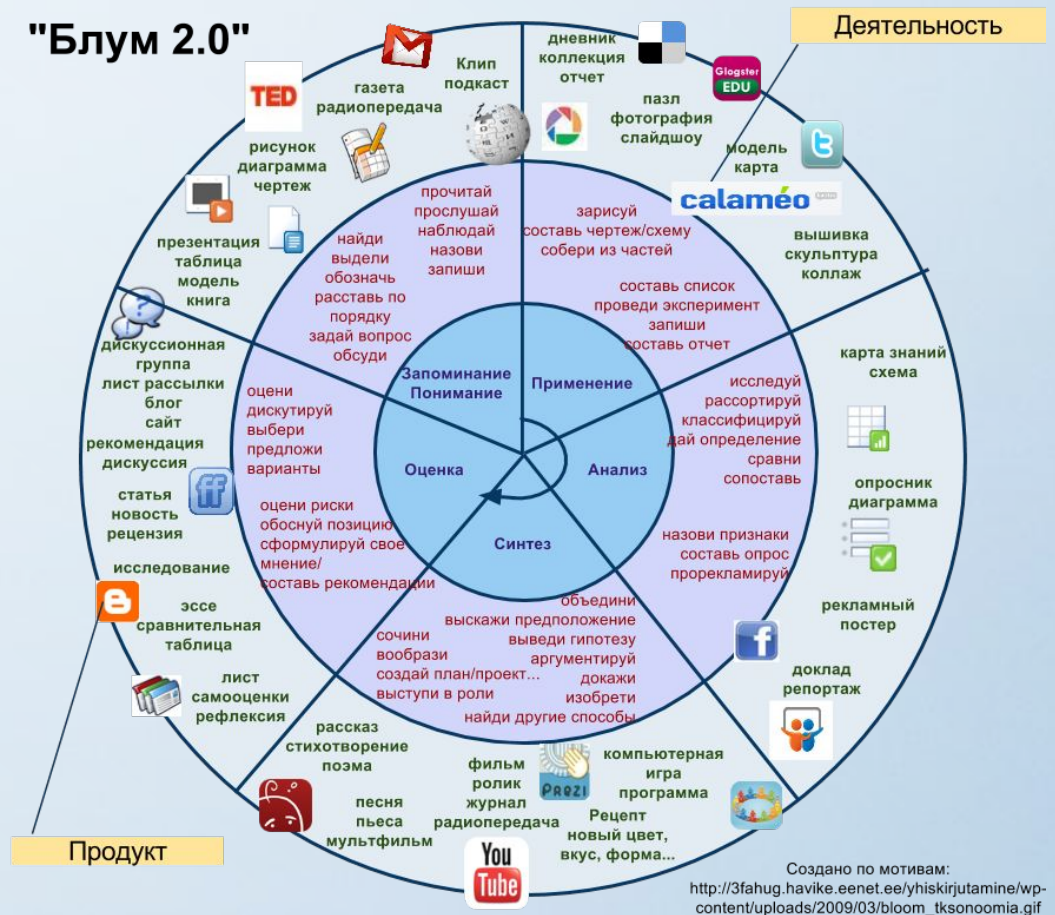 "Блум 2.0"
Деятельность
Клип
подкаст
газета
радиопередача
TED
рисунок
диаграмма
чертеж
презентация
таблица
модель
книга
дневник
коллекция
отчет
Glogster
EDU
пазл
фотография
слайдшоу
модель
карта
calaméo
вышивка
скульптура
коллаж
прочитай
прослушай
наблюдай
назови
запиши
найди
выдели
обозначь
расставь по
порядку
задай вопрос
обсуди
зарисуй
составь чертеж/схему
собери из частей
составь список
проведи эксперимент
запиши
составь отчет
Запоминание
Понимание
Применение
Оценка
Анализ
Синтез
дискуссионная
группа
лист рассылки
блог
сайт
рекомендация
дискуссия
статья
новость
рецензия
ff
исследование
эссе
сравнительная
таблица
лист
самооценки
рефлексия
оцени
дискутируй
выбери
предложи
варианты
оцени риски
обоснуй позицию
сформулируй свое
мнение/
составь рекомендации
исследуй
рассортируй
классифицируй
дай определение
сравни
сопоставь
назови признаки
составь опрос
прорекламируй
карта знаний
схема
опросник
диаграмма
рекламный
постер
доклад
репортаж
объедини
выскажи предположение
выведи гипотезу
аргументируй
докажи
изобрети
найди другие способы
сочини
вообрази
создай план/проект...
выступи в роли
рассказ
стихотворение
поэма
песня
пьеса
мультфильм
фильм
ролик
журнал
радиопередача
PREZI
компьютерная
игра
программа
Рецепт
новый цвет,
вкус, форма...
You
Tube
Продукт
Создано по мотивам:
http://3fahug.havike.eenet.ee/yhiskirjutamine/wp-
content/uploads/2009/03/bloom_tksonoomia.gif